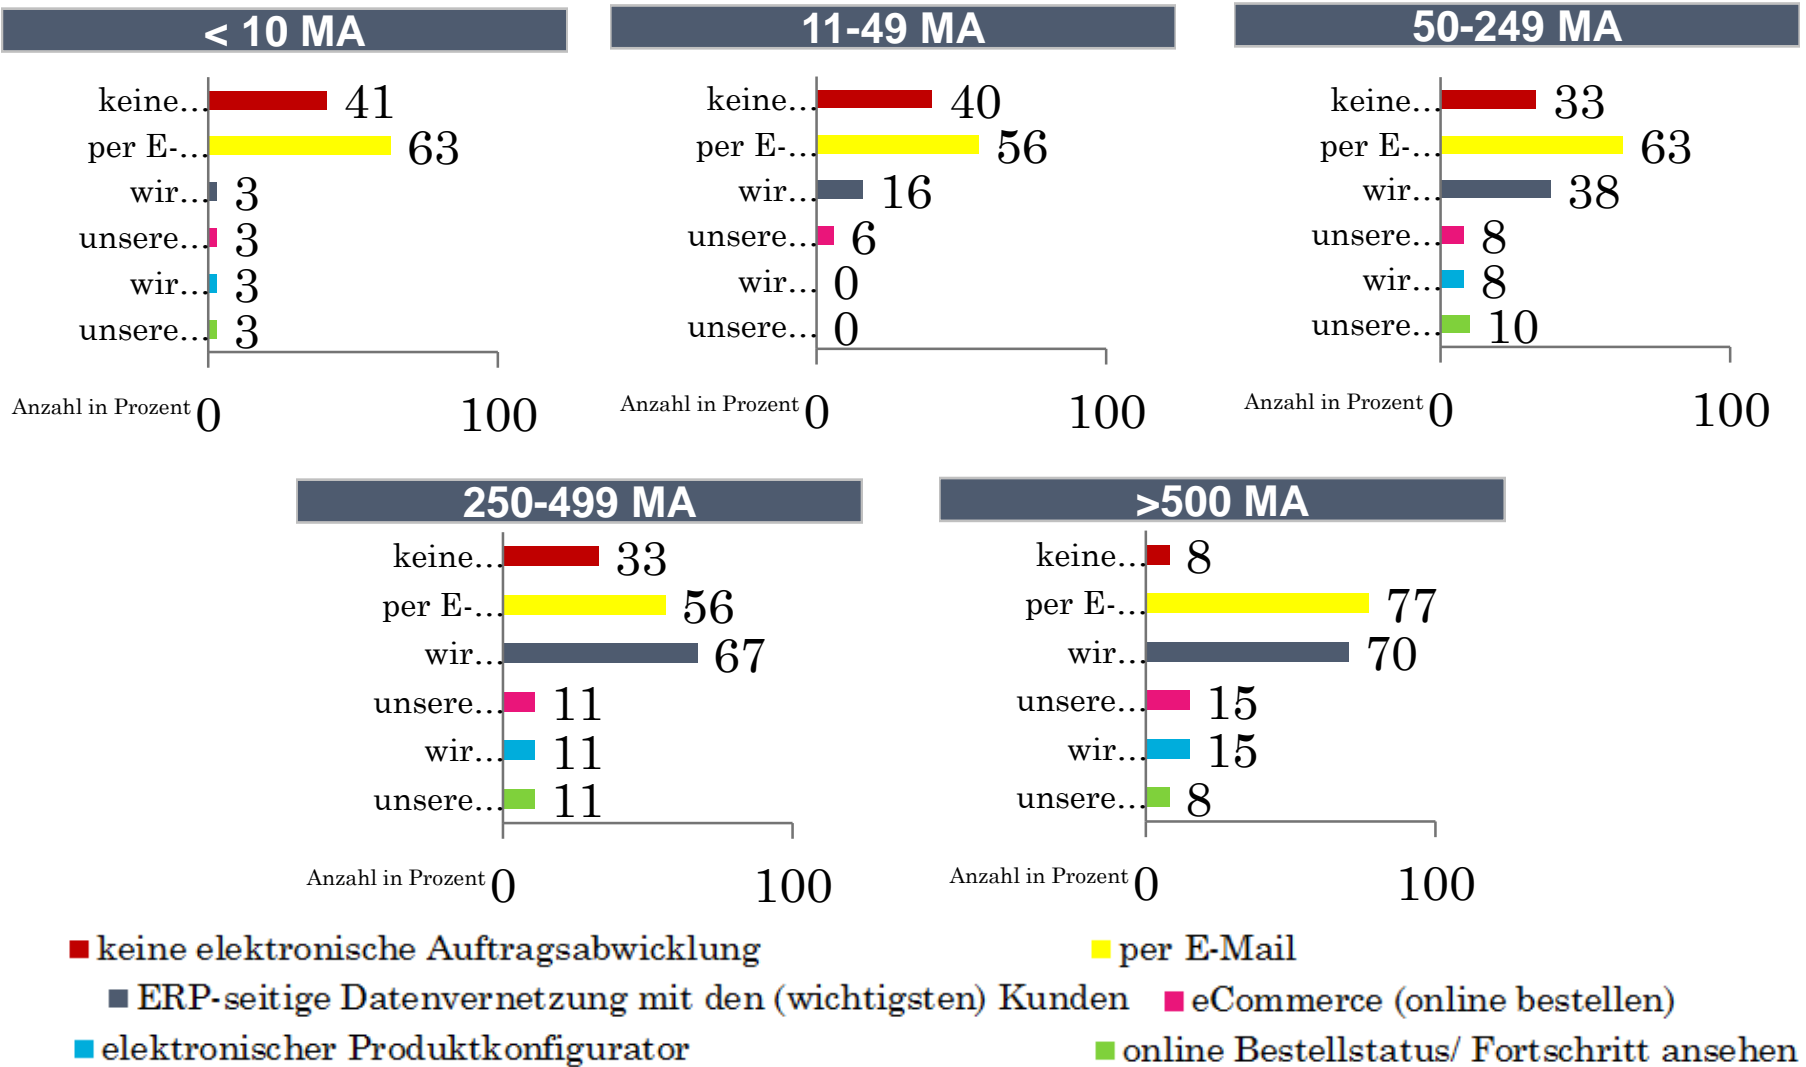 < 10 MA
keine... 41
per E-... 63
wir... 3
unsere... 3
wir... 3
unsere... 3
Anzahl in Prozent 0 100
11-49 MA
keine... 40
per E-... 56
wir... 16
unsere... 6
wir... 0
unsere... 0
Anzahl in Prozent 0 100
50-249 MA
keine... 33
per E-... 63
wir... 38
unsere... 8
wir... 8
unsere... 10
Anzahl in Prozent 0 100
250-499 MA
keine... 33
per E-... 56
wir... 67
unsere... 11
wir... 11
unsere... 11
Anzahl in Prozent 0 100
>500 MA
keine... 8
per E-... 77
wir... 70
unsere... 15
wir... 15
unsere... 8
Anzahl in Prozent 0 100
keine elektronische Auftragsabwicklung per E-Mail
ERP-seitige Datenvernetzung mit den (wichtigsten) Kunden eCommerce (online bestellen)
elektronischer Produktkonfigurator online Bestellstatus/ Fortschritt ansehen